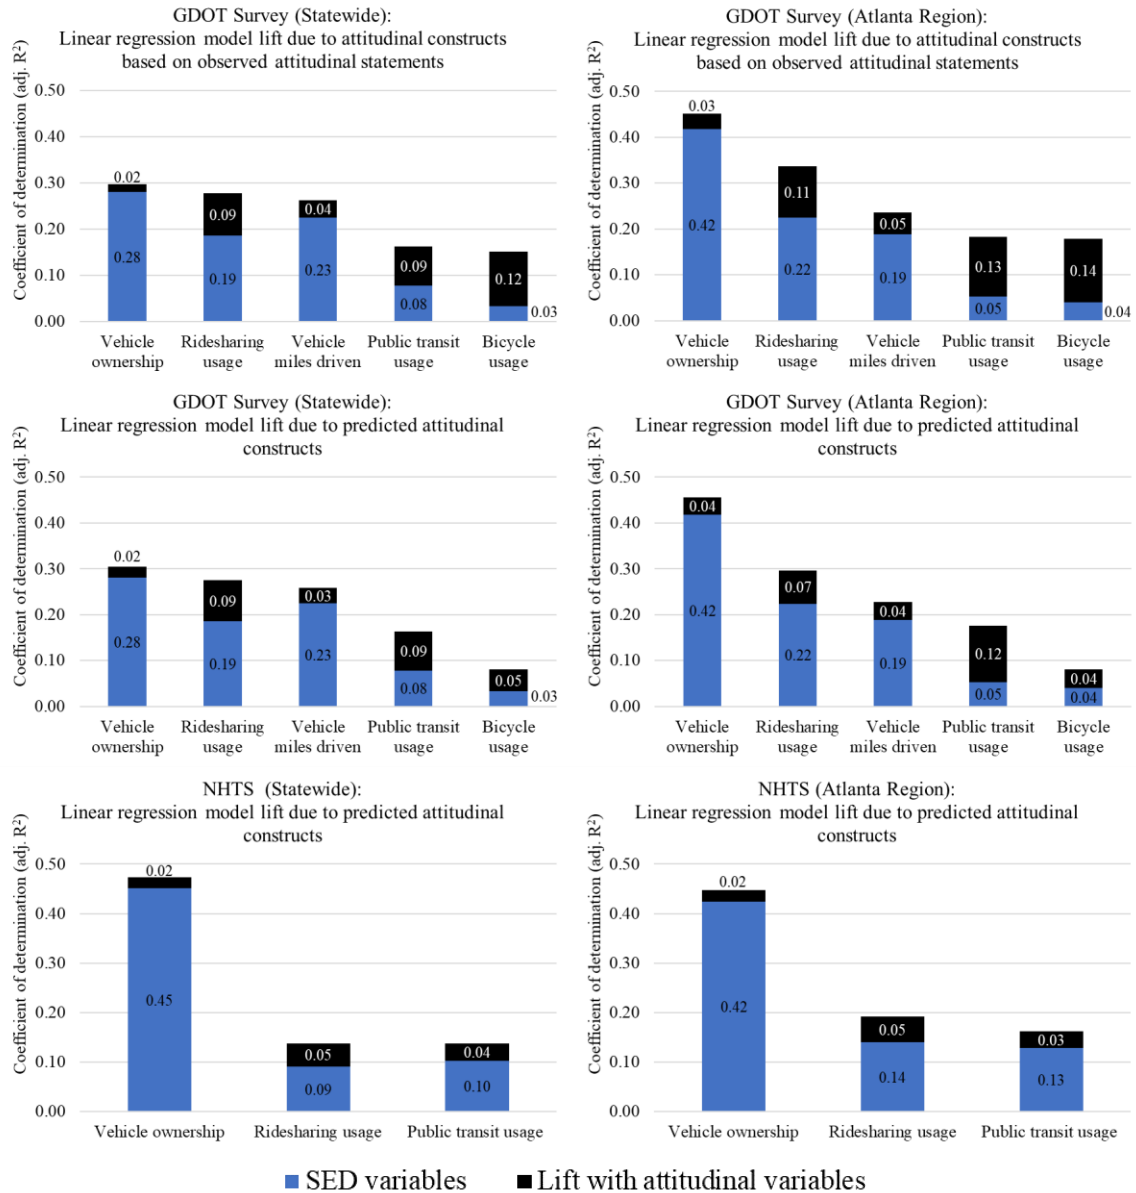 GDOT Survey (Statewide):
Linear regression model lift due to attitudinal constructs
based on observed attitudinal statements
Coefficient of determination (adj. R²)
0.50
0.40
0.30
0.20
0.10
0.00
0.02
0.28
0.09
0.19
0.04
0.23
0.09
0.08
0.12
0.03
Vehicle ownership
Ridesharing usage
Vehicle miles driven
Public transit usage
Bicycle usage
GDOT Survey (Atlanta Region):
Linear regression model lift due to attitudinal constructs
based on observed attitudinal statements
Coefficient of determination (adj. R²)
0.50
0.40
0.30
0.20
0.10
0.00
0.03
0.42
0.11
0.22
0.05
0.19
0.13
0.05
0.14
0.04
Vehicle ownership
Ridesharing usage
Vehicle miles driven
Public transit usage
Bicycle usage
GDOT Survey (Statewide):
Linear regression model lift due to predicted attitudinal
constructs
Coefficient of determination (adj. R²)
0.50
0.40
0.30
0.20
0.10
0.00
0.02
0.28
0.09
0.19
0.03
0.23
0.09
0.08
0.05
0.03
Vehicle ownership
Ridesharing usage
Vehicle miles driven
Public transit usage
Bicycle usage
GDOT Survey (Atlanta Region):
Linear regression model lift due to predicted attitudinal
constructs
Coefficient of determination (adj. R²)
0.50
0.40
0.30
0.20
0.10
0.00
0.04
0.42
0.07
0.22
0.04
0.19
0.12
0.05
0.04
0.04
Vehicle ownership
Ridesharing usage
Vehicle miles driven
Public transit usage
Bicycle usage
NHTS (Statewide):
Linear regression model lift due to predicted attitudinal
constructs
Coefficient of determination (adj. R²)
0.50
0.40
0.30
0.20
0.10
0.00
0.02
0.45
0.05
0.09
0.04
0.10
Vehicle ownership
Ridesharing usage
Public transit usage
NHTS (Atlanta Region):
Linear regression model lift due to predicted attitudinal
constructs
Coefficient of determination (adj. R²)
0.50
0.40
0.30
0.20
0.10
0.00
0.02
0.42
0.05
0.14
0.03
0.13
Vehicle ownership
Ridesharing usage
Public transit usage
SED variables
Lift with attitudinal variables